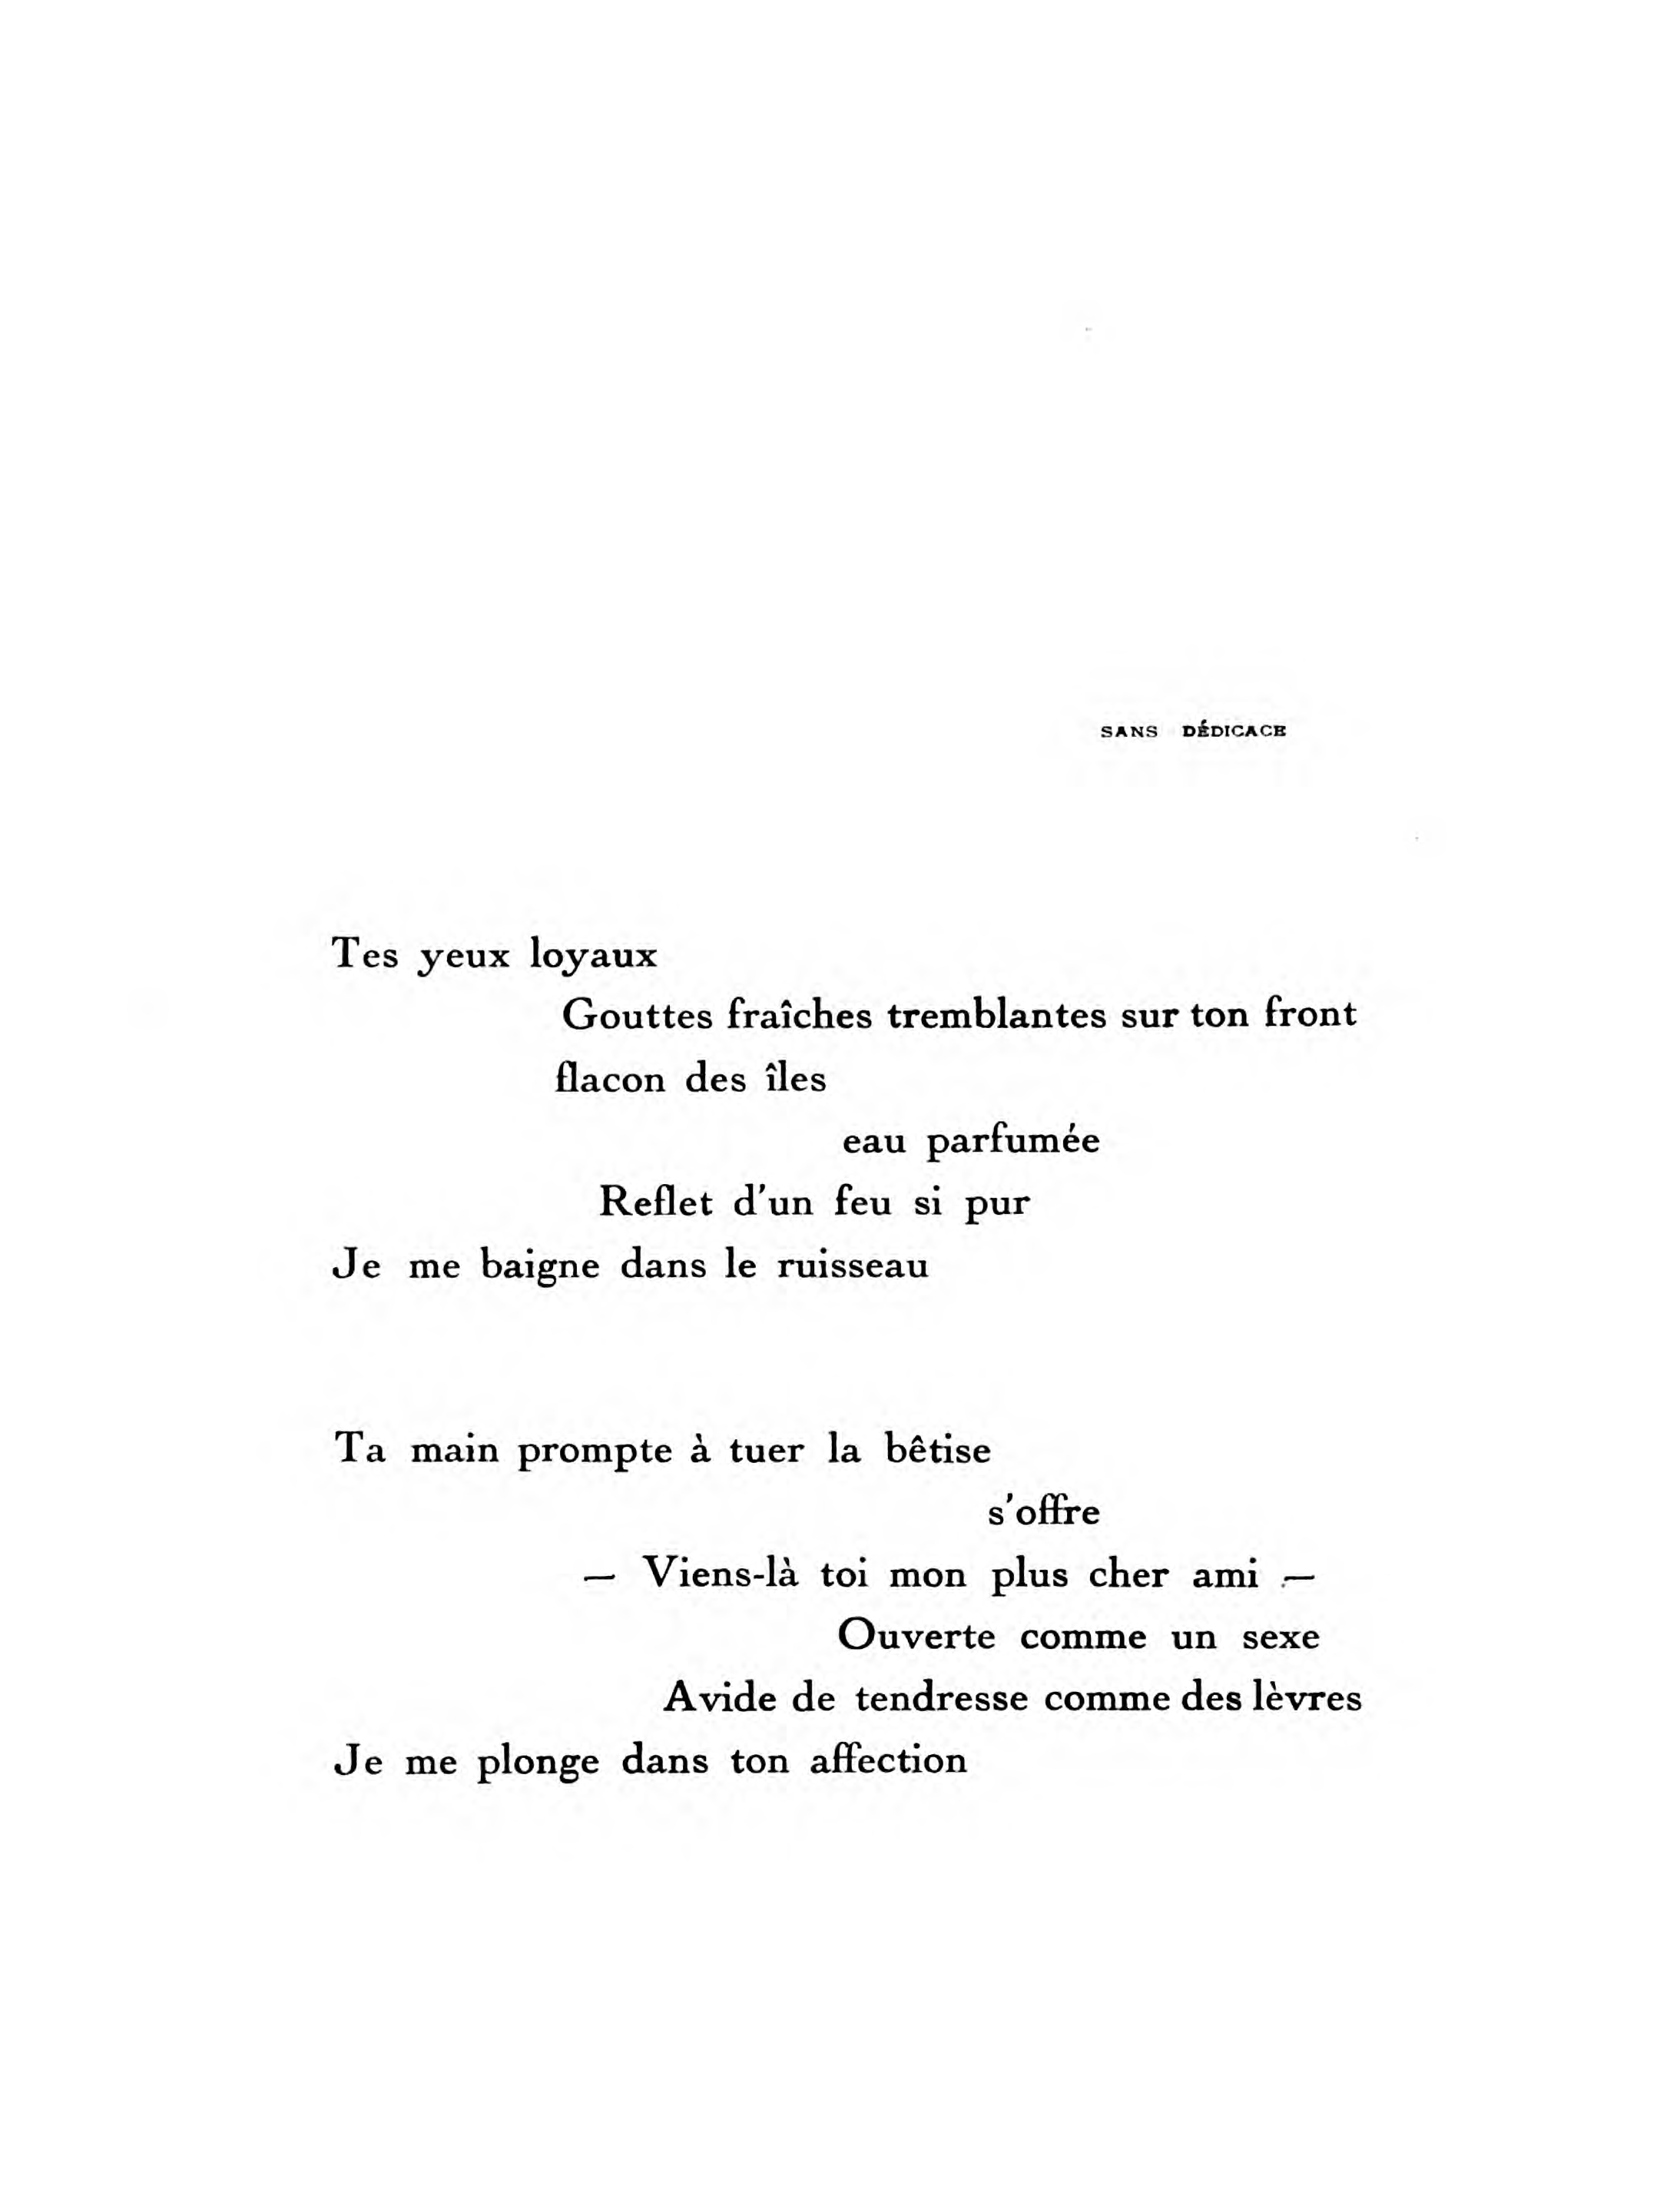 SANS DÉDICACE
Tes yeux loyaux
Gouttes fraîches tremblantes sur ton front
flacon des îles
eau parfumée
Reflet d'un feu si pur
Je me baigne dans le ruisseau
Ta main prompte à tuer la bêtise
s'offre
— Viens-là toi mon plus cher ami —
Ouverte comme un sexe
Avide de tendresse comme des lèvres
Je me plonge dans ton affection